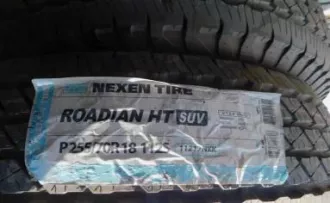 NEXEN TIRE
ROADIAN HT SUV
P255/70R18 112S